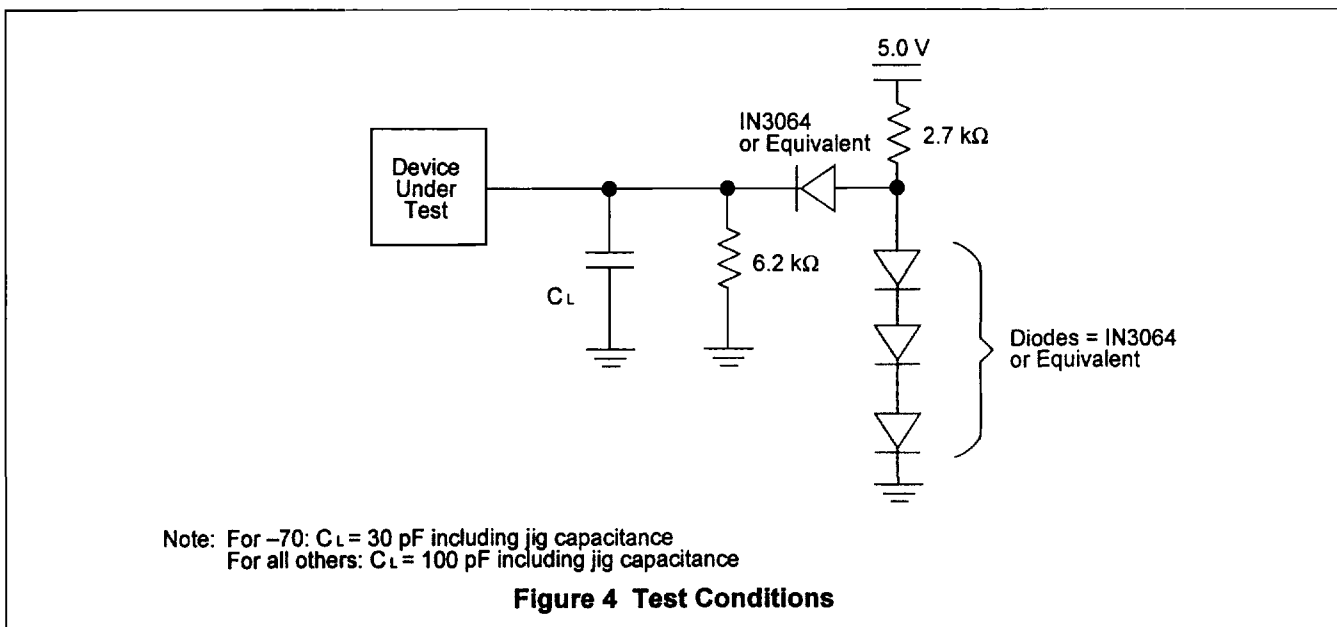 5.0 V
IN3064
or Equivalent
2.7 kΩ
Device
Under
Test
6.2 kΩ
CL
Diodes = IN3064
or Equivalent
Note: For –70: CL = 30 pF including jig capacitance
For all others: CL = 100 pF including jig capacitance
Figure 4 Test Conditions